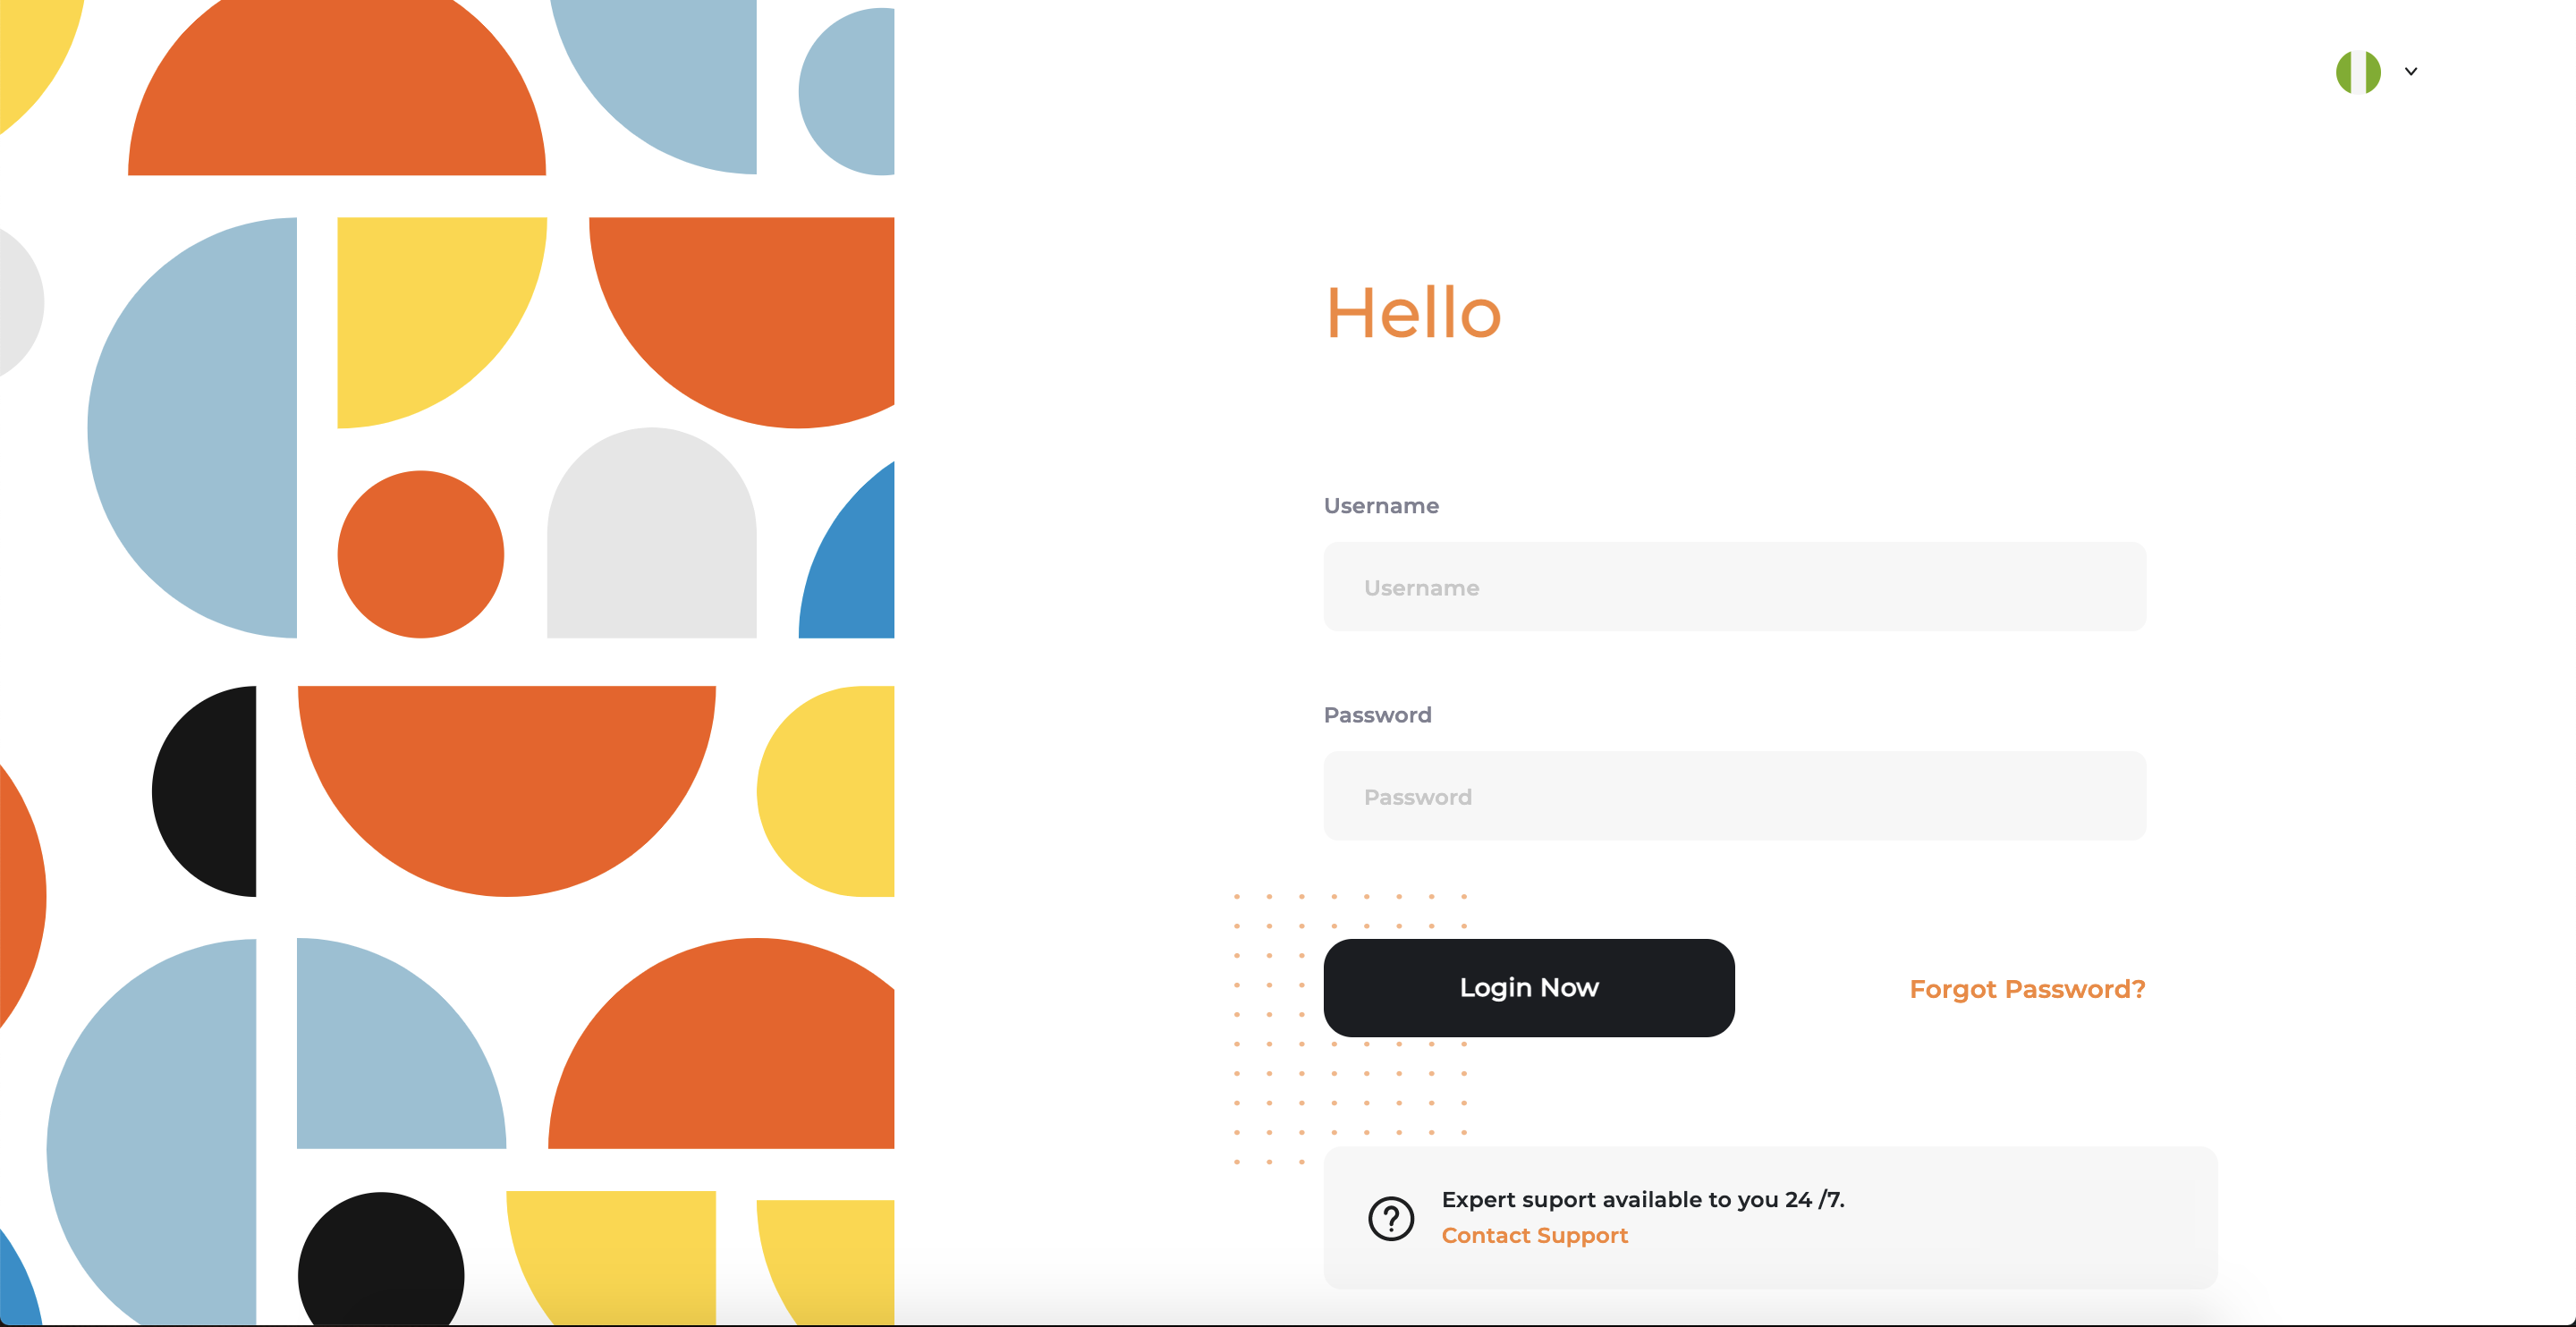 Hello
Username
Username
Password
Password
Login Now
Forgot Password?
Expert suport available to you 24 /7.
Contact Support